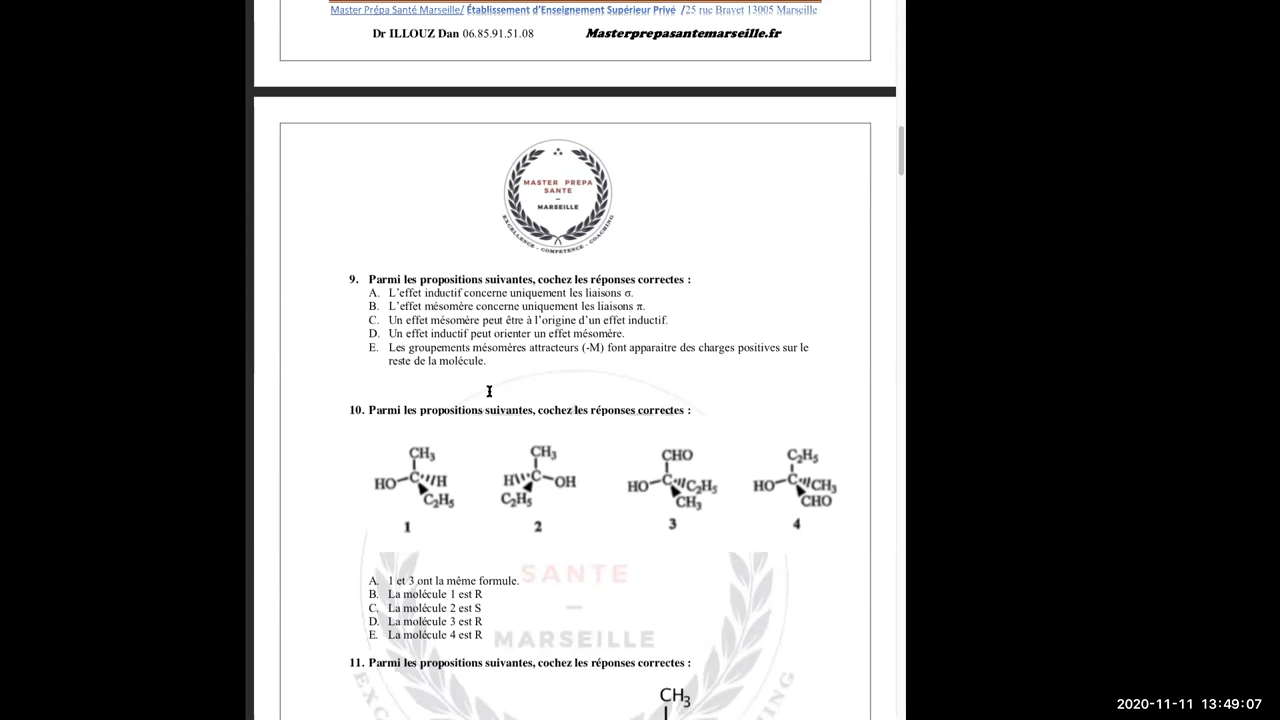 Master Prépa Santé Marseille/ Établissement d'Enseignement Supérieur Privé /25 rue Bravet 13005 Marseille
Dr ILLOUZ Dan 06.85.91.51.08 Masterprepasantemarseille.fr
MASTER PREPA
SANTE
–
MARSEILLE
EXCELLENCE - COMPETENCE - COACHING
9. Parmi les propositions suivantes, cochez les réponses correctes :
A. L'effet inductif concerne uniquement les liaisons σ.
B. L'effet mésomère concerne uniquement les liaisons π.
C. Un effet mésomère peut être à l'origine d'un effet inductif.
D. Un effet inductif peut orienter un effet mésomère.
E. Les groupements mésomères attracteurs (-M) font apparaitre des charges positives sur le
reste de la molécule.
10. Parmi les propositions suivantes, cochez les réponses correctes :
CH3 CH3 CHO C2H5
HO C H H C OH HO C C2H5 HO C CH3
C2H5 C2H5 CH3 CHO
1 2 3 4
A. 1 et 3 ont la même formule.
B. La molécule 1 est R
C. La molécule 2 est S
D. La molécule 3 est R
E. La molécule 4 est R
SANTE
–
MARSEILLE
11. Parmi les propositions suivantes, cochez les réponses correctes :
CH3
2020-11-11 13:49:07